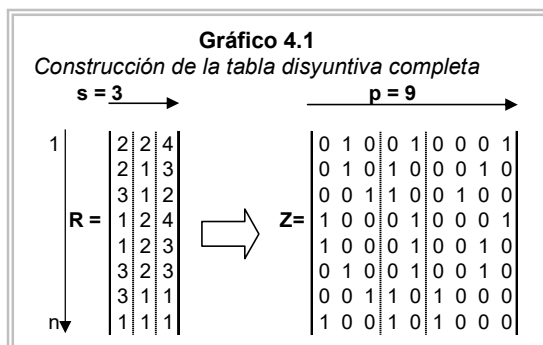 Gráfico 4.1
Construcción de la tabla disyuntiva completa
s = 3 p = 9
1 2 2 4 0 1 0 0 1 0 0 0 1
2 1 3 0 1 0 1 0 0 0 1 0
3 1 2 0 0 1 1 0 0 1 0 0
R = 1 2 4 Z= 1 0 0 0 1 0 0 0 1
1 2 3 1 0 0 0 1 0 0 1 0
3 2 3 0 1 0 0 1 0 0 1 0
3 1 1 0 0 1 1 0 1 0 0 0
n 1 1 1 1 0 0 1 0 1 0 0 0